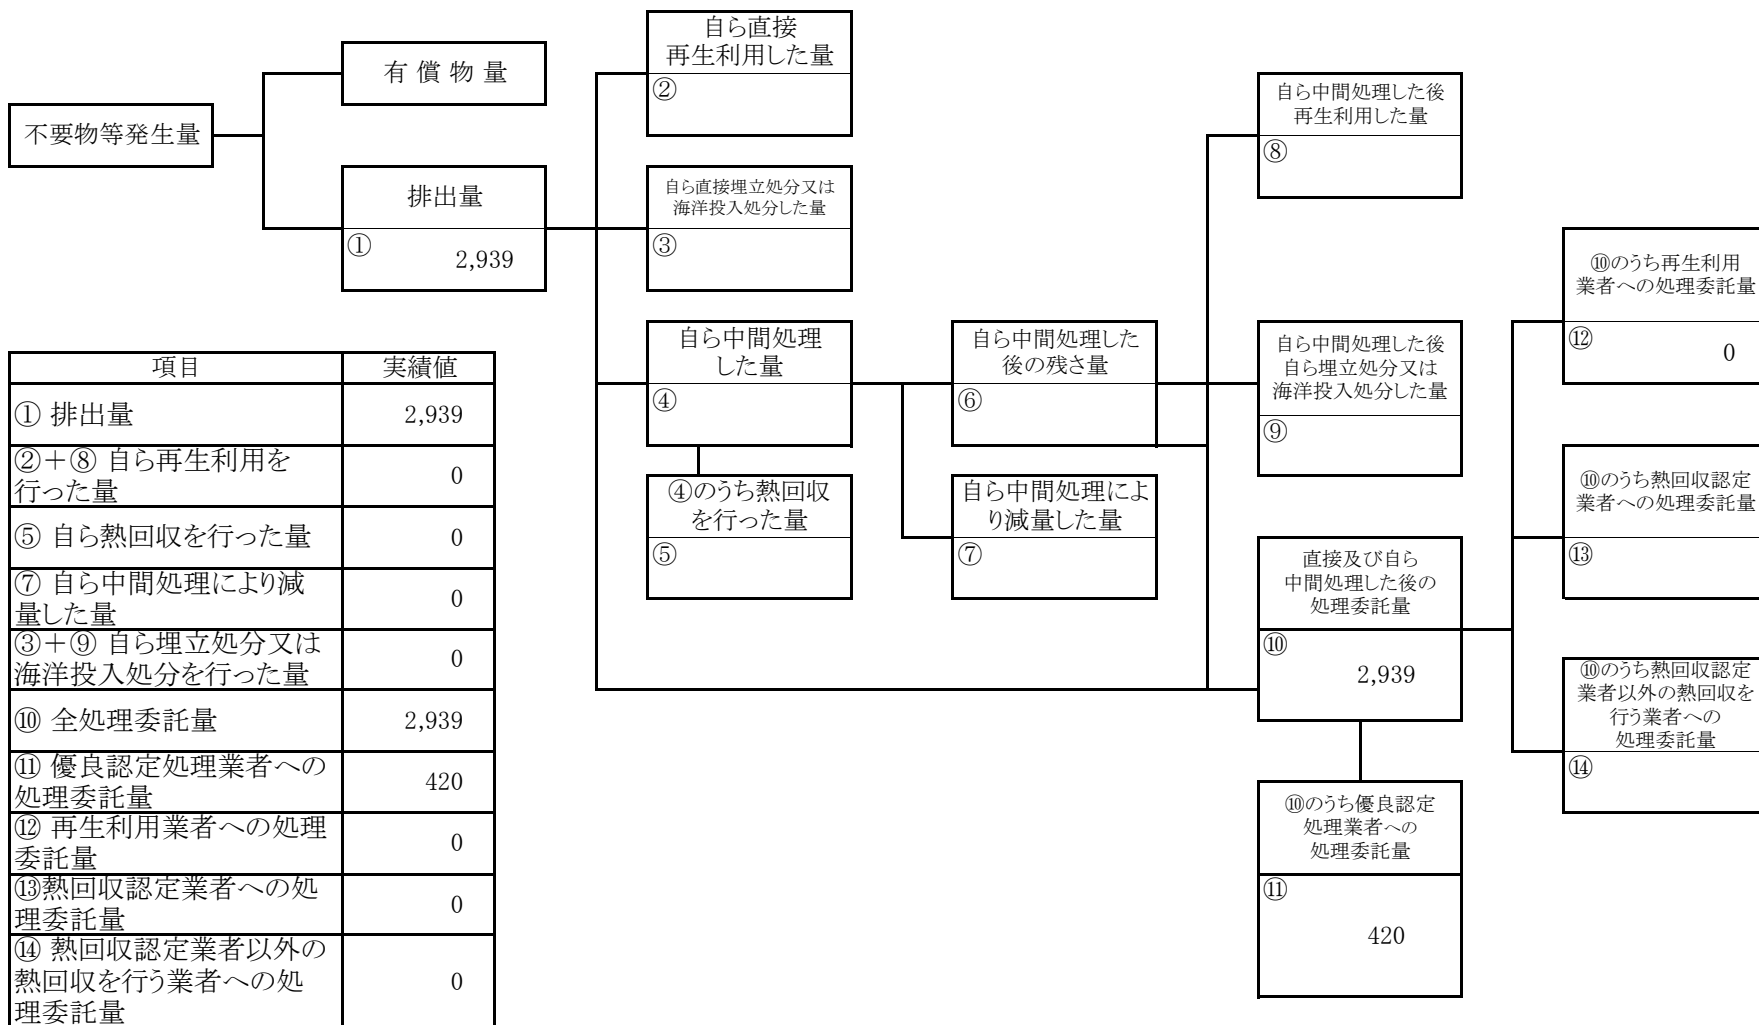 不要物等発生量
有 償 物 量
排出量
①
2,939
自ら直接
再生利用した量
②
自ら直接埋立処分又は
海洋投入処分した量
③
自ら中間処理
した量
④
④のうち熱回収
を行った量
⑤
自ら中間処理した
後の残さ量
⑥
自ら中間処理によ
り減量した量
⑦
自ら中間処理した後
再生利用した量
⑧
自ら中間処理した後
自ら埋立処分又は
海洋投入処分した量
⑨
直接及び自ら
中間処理した後の
処理委託量
⑩
2,939
⑩のうち優良認定
処理業者への
処理委託量
⑪
420
⑩のうち再生利用
業者への処理委託量
⑫
0
⑩のうち熱回収認定
業者への処理委託量
⑬
⑩のうち熱回収認定
業者以外の熱回収を
行う業者への
処理委託量
⑭
項目 実績値
① 排出量 2,939
②＋⑧ 自ら再生利用を
行った量 0
⑤ 自ら熱回収を行った量 0
⑦ 自ら中間処理により減
量した量 0
③＋⑨ 自ら埋立処分又は
海洋投入処分を行った量 0
⑩ 全処理委託量 2,939
⑪ 優良認定処理業者への
処理委託量 420
⑫ 再生利用業者への処理
委託量 0
⑬熱回収認定業者への処
理委託量 0
⑭ 熱回収認定業者以外の
熱回収を行う業者への処
理委託量 0